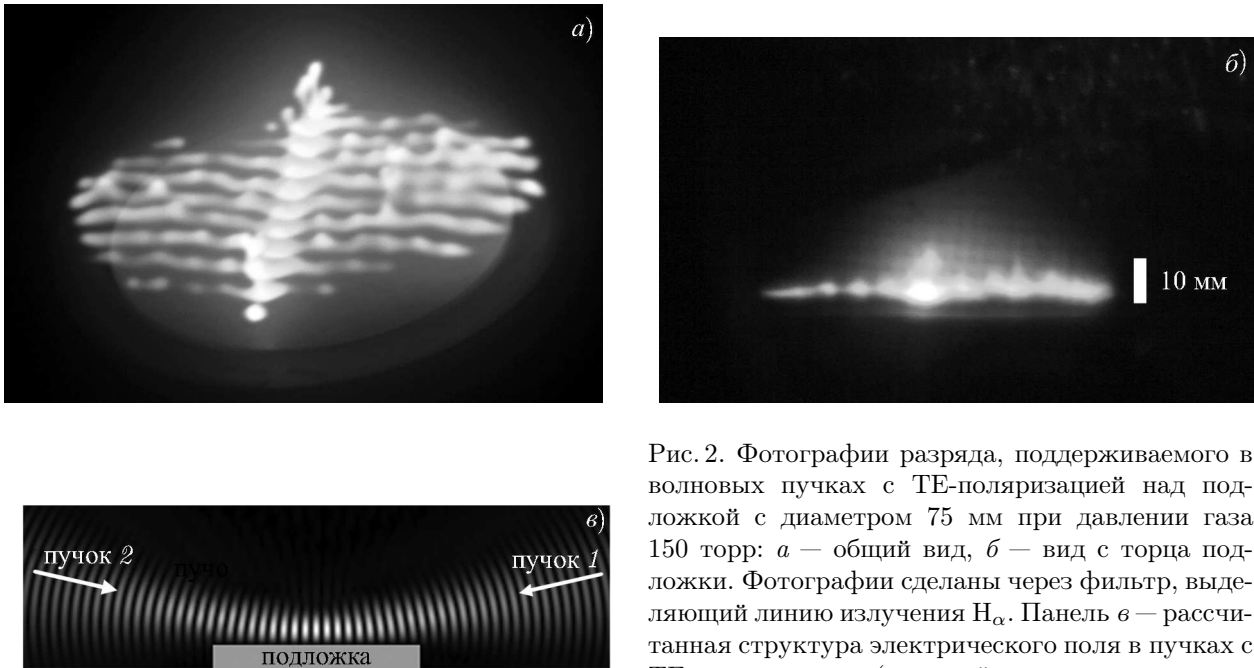 а)
б)
10 мм
в)
пучок 2
пучок 1
пучо
подложка
Рис. 2. Фотографии разряда, поддерживаемого в
волновых пучках с ТЕ-поляризацией над под-
ложкой с диаметром 75 мм при давлении газа
150 торр: а — общий вид, б — вид с торца под-
ложки. Фотографии сделаны через фильтр, выде-
ляющий линию излучения Hα. Панель в — рассчи-
танная структура электрического поля в пучках с